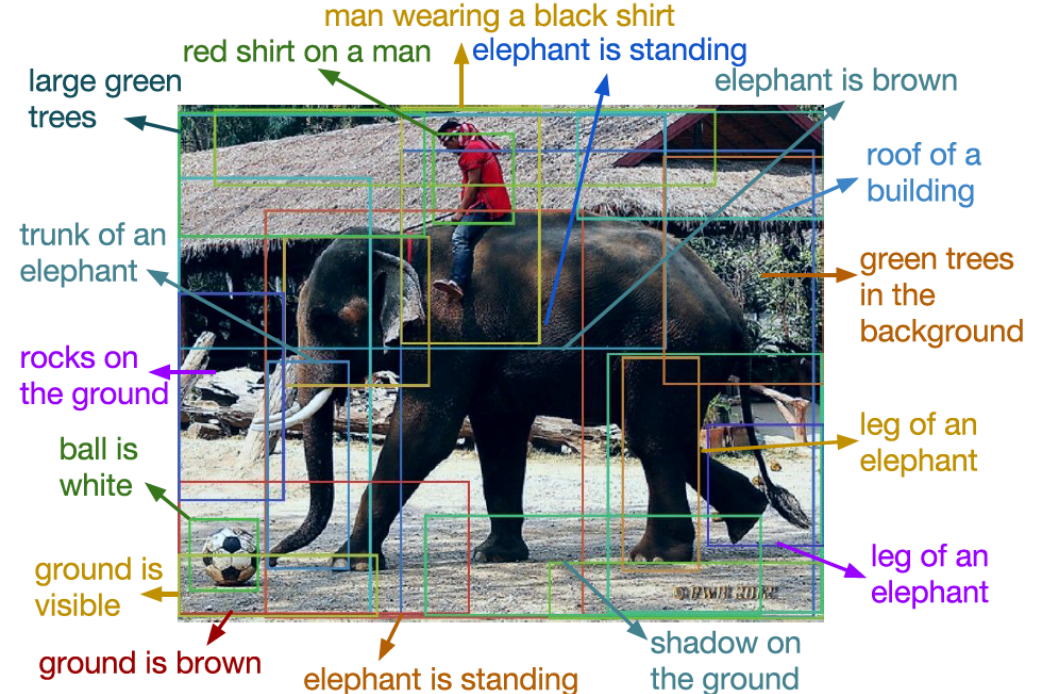 man wearing a black shirt
red shirt on a man
elephant is standing
elephant is brown
large green
trees
roof of a
building
trunk of an
elephant
green trees
in the
background
rocks on
the ground
leg of an
elephant
ball is
white
leg of an
elephant
ground is
visible
shadow on
the ground
ground is brown
elephant is standing